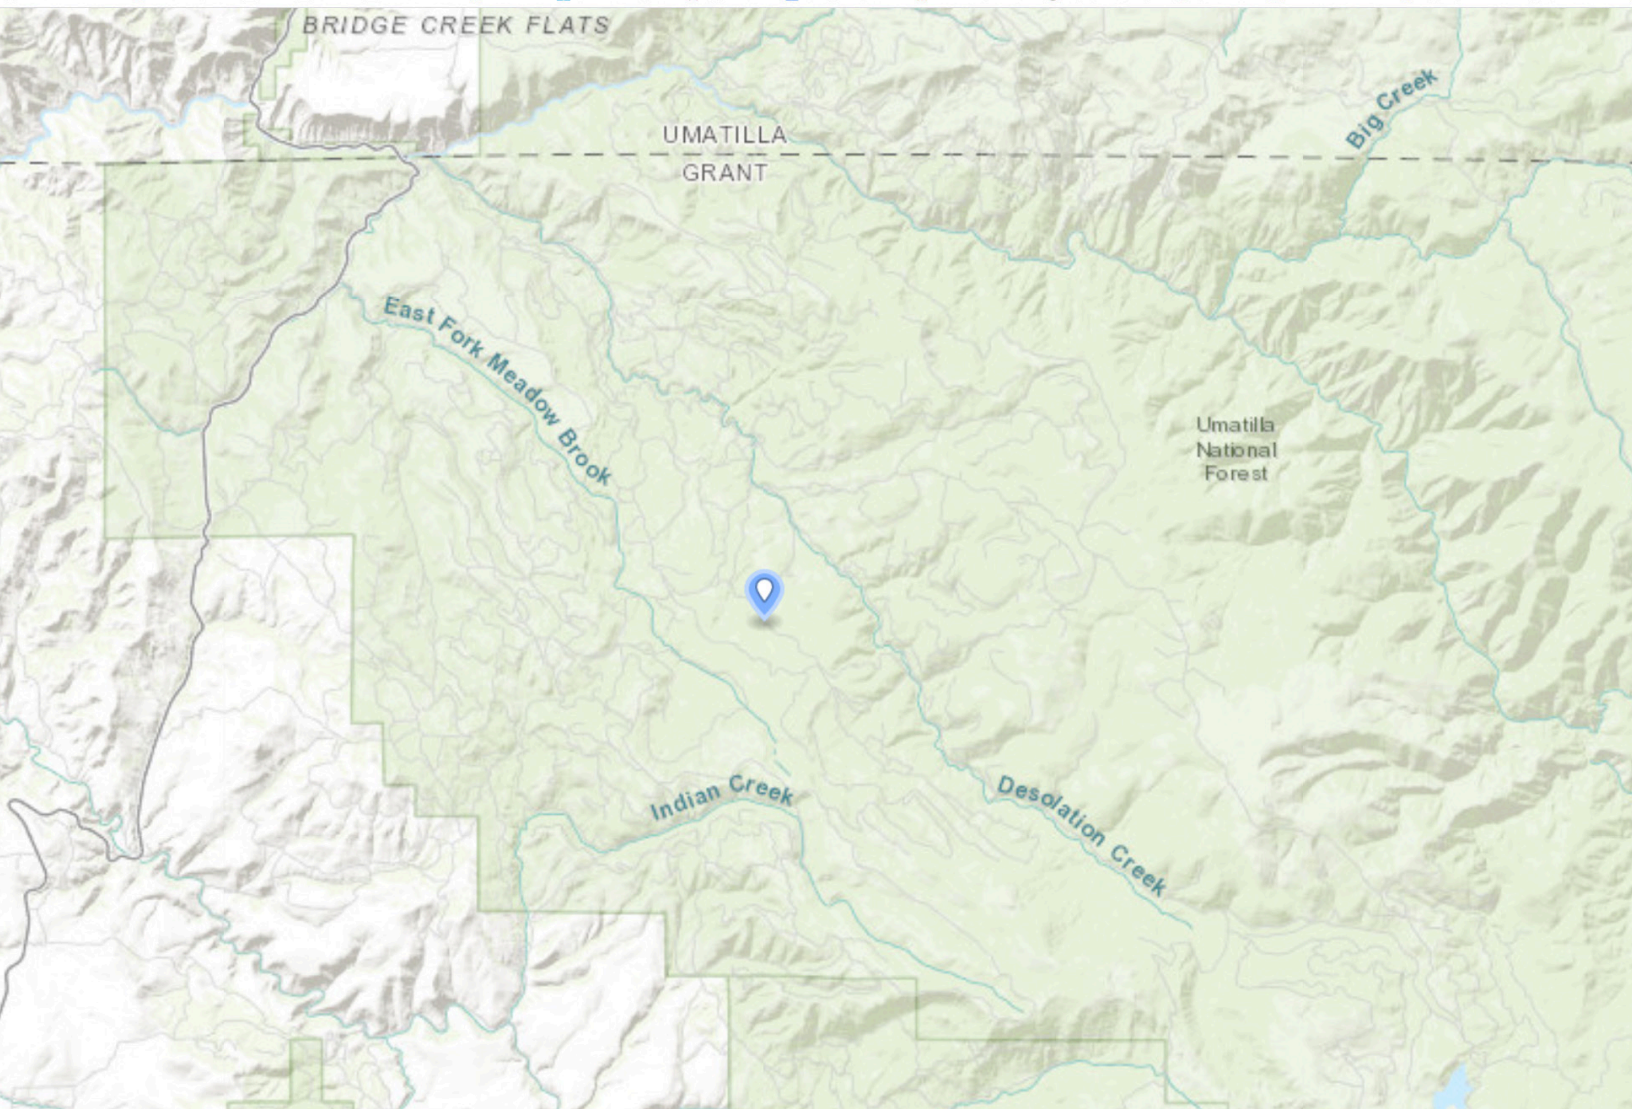 BRIDGE CREEK FLATS
Big Creek
UMATILLA
GRANT
East Fork Meadow Brook
Umatilla
National
Forest
Indian Creek
Desolation Creek